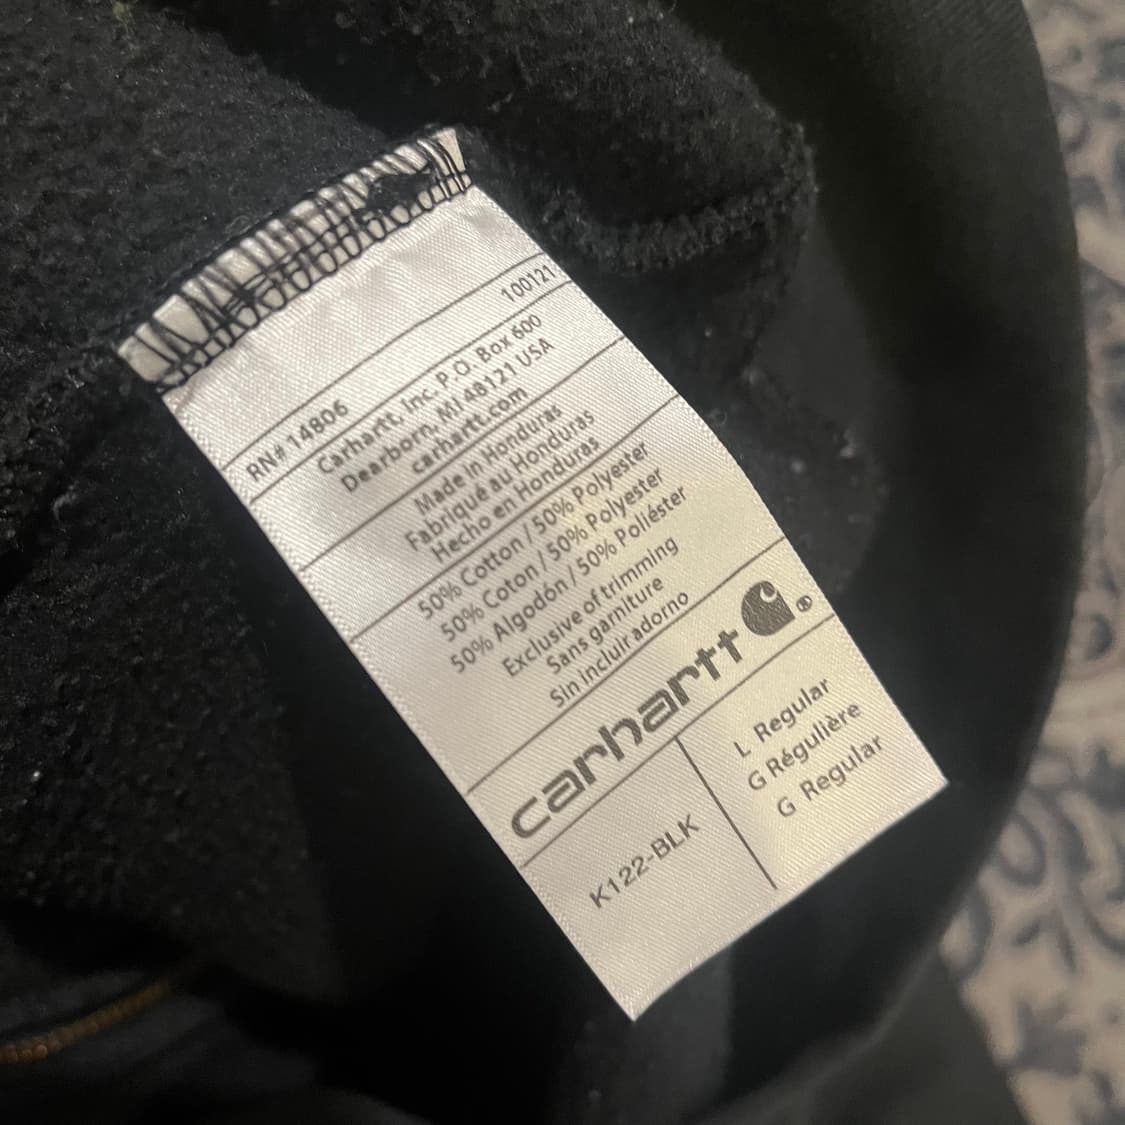 RN# 14806 100121
Carhartt, Inc. P.O. Box 600
Dearborn, MI 48121 USA
carhartt.com
Made in Honduras
Fabriqué au Honduras
Hecho en Honduras
50% Cotton / 50% Polyester
50% Coton / 50% Polyester
50% Algodón / 50% Poliéster
Exclusive of trimming
Sans garniture
Sin incluir adorno
carhartt ®
K122-BLK
L Regular
G Régulière
G Regular